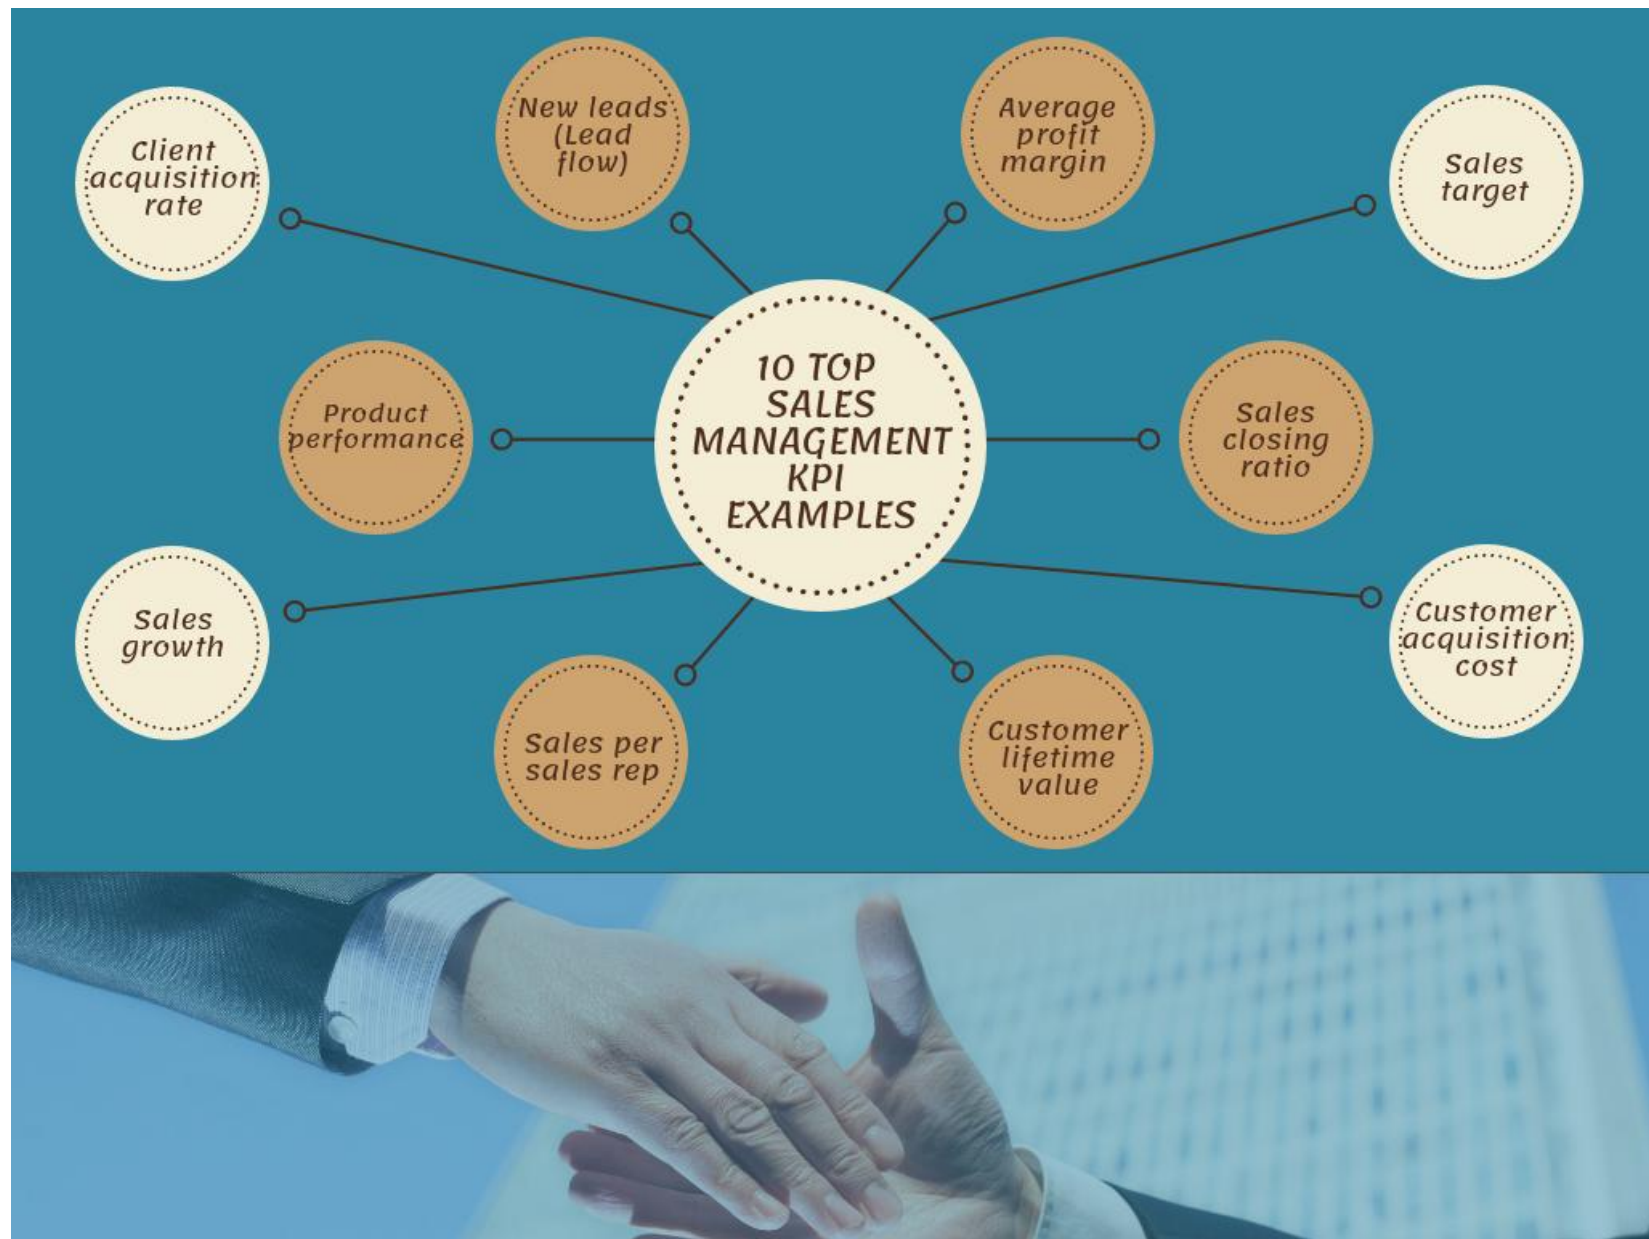 New leads
(Lead
flow)
Average
profit
margin
Client
acquisition
rate
Sales
target
10 TOP
SALES
MANAGEMENT
KPI
EXAMPLES
Product
performance
Sales
closing
ratio
Sales
growth
Customer
acquisition
cost
Sales per
sales rep
Customer
lifetime
value